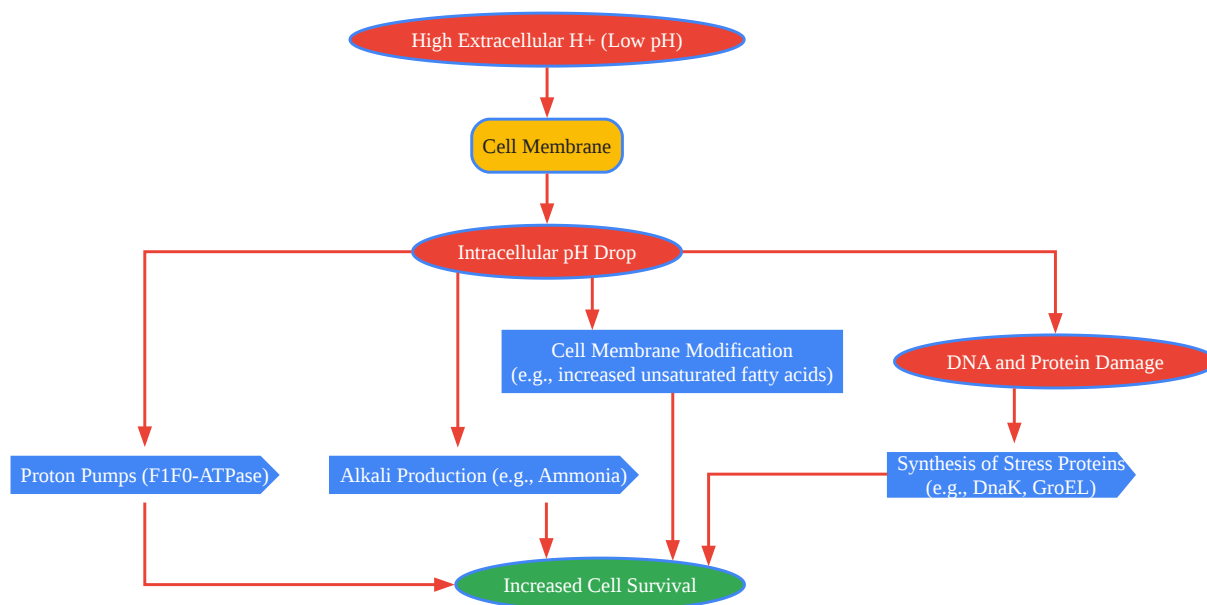 High Extracellular H+ (Low pH)
Cell Membrane
Intracellular pH Drop
Cell Membrane Modification
(e.g., increased unsaturated fatty acids)
DNA and Protein Damage
Proton Pumps (F1F0-ATPase)
Alkali Production (e.g., Ammonia)
Synthesis of Stress Proteins
(e.g., DnaK, GroEL)
Increased Cell Survival